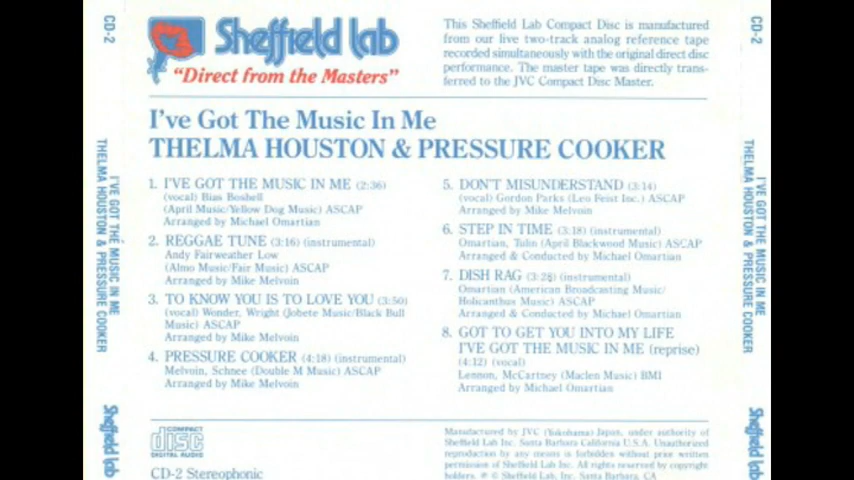 CD-2
I'VE GOT THE MUSIC IN ME
THELMA HOUSTON & PRESSURE COOKER
Sheffield lab
Sheffield lab
"Direct from the Masters"
This Sheffield Lab Compact Disc is manufactured
from our live two-track analog reference tape
recorded simultaneously with the original direct disc
performance. The master tape was directly trans-
ferred to the JVC Compact Disc Master.
I've Got The Music In Me
THELMA HOUSTON & PRESSURE COOKER
1. I'VE GOT THE MUSIC IN ME (2:36)
(vocal) Bias Boshell
(April Music/Yellow Dog Music) ASCAP
Arranged by Michael Omartian
2. REGGAE TUNE (3:16) (instrumental)
Andy Fairweather Low
(Almo Music/Fair Music) ASCAP
Arranged by Mike Melvoin
3. TO KNOW YOU IS TO LOVE YOU (3:50)
(vocal) Wonder, Wright (Jobete Music/Black Bull
Music) ASCAP
Arranged by Mike Melvoin
4. PRESSURE COOKER (4:18) (instrumental)
Melvoin, Schnee (Double M Music) ASCAP
Arranged by Mike Melvoin
5. DON'T MISUNDERSTAND (3:14)
(vocal) Gordon Parks (Leo Feist Inc.) ASCAP
Arranged by Mike Melvoin
6. STEP IN TIME (3:18) (instrumental)
Omartian, Tulin (April Blackwood Music) ASCAP
Arranged & Conducted by Michael Omartian
7. DISH RAG (3:28) (instrumental)
Omartian (American Broadcasting Music/
Holicanthus Music) ASCAP
Arranged & Conducted by Michael Omartian
8. GOT TO GET YOU INTO MY LIFE
I'VE GOT THE MUSIC IN ME (reprise)
(4:12) (vocal)
Lennon, McCartney (Maclen Music) BMI
Arranged by Michael Omartian
COMPACT
disc
DIGITAL AUDIO
CD-2 Stereophonic
Manufactured by JVC (Yokohama) Japan, under authority of
Sheffield Lab Inc. Santa Barbara California U.S.A. Unauthorized
reproduction by any means is forbidden without prior written
permission of Sheffield Lab Inc. All rights reserved by copyright
holders. ℗ © Sheffield Lab, Inc. Santa Barbara, CA
CD-2
I'VE GOT THE MUSIC IN ME
THELMA HOUSTON & PRESSURE COOKER
Sheffield lab